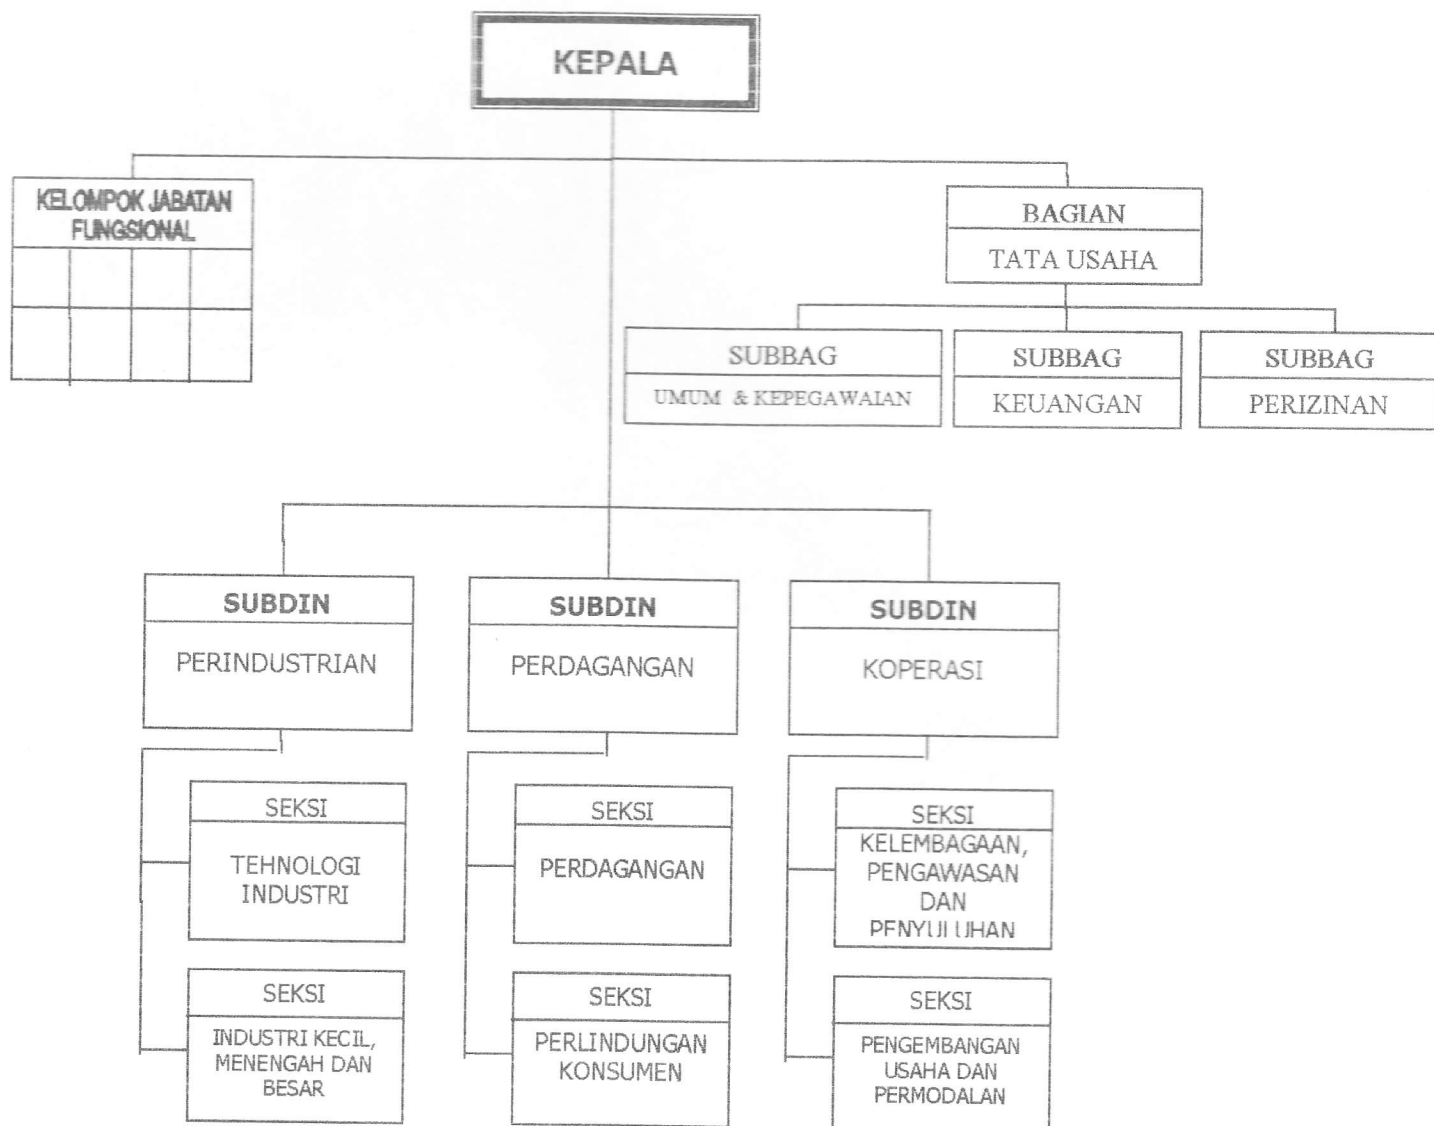 KEPALA
KELOMPOK JABATAN
FUNGSIONAL
BAGIAN
TATA USAHA
SUBBAG
UMUM & KEPEGAWAIAN
SUBBAG
KEUANGAN
SUBBAG
PERIZINAN
SUBDIN
PERINDUSTRIAN
SUBDIN
PERDAGANGAN
SUBDIN
KOPERASI
SEKSI
TEHNOLOGI
INDUSTRI
SEKSI
PERDAGANGAN
SEKSI
KELEMBAGAAN,
PENGAWASAN
DAN
PENYULUHAN
SEKSI
INDUSTRI KECIL,
MENENGAH DAN
BESAR
SEKSI
PERLINDUNGAN
KONSUMEN
SEKSI
PENGEMBANGAN
USAHA DAN
PERMODALAN